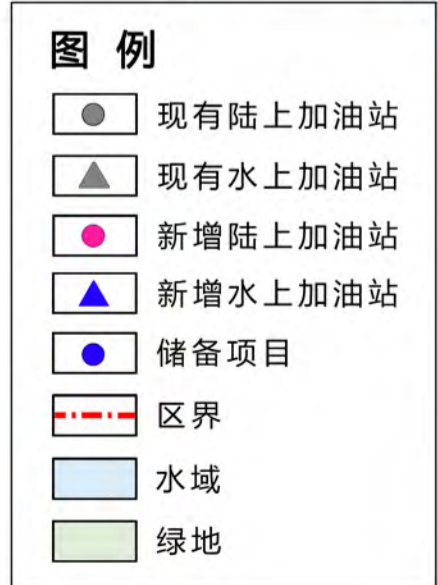 图 例
现有陆上加油站
现有水上加油站
新增陆上加油站
新增水上加油站
储备项目
区界
水域
绿地